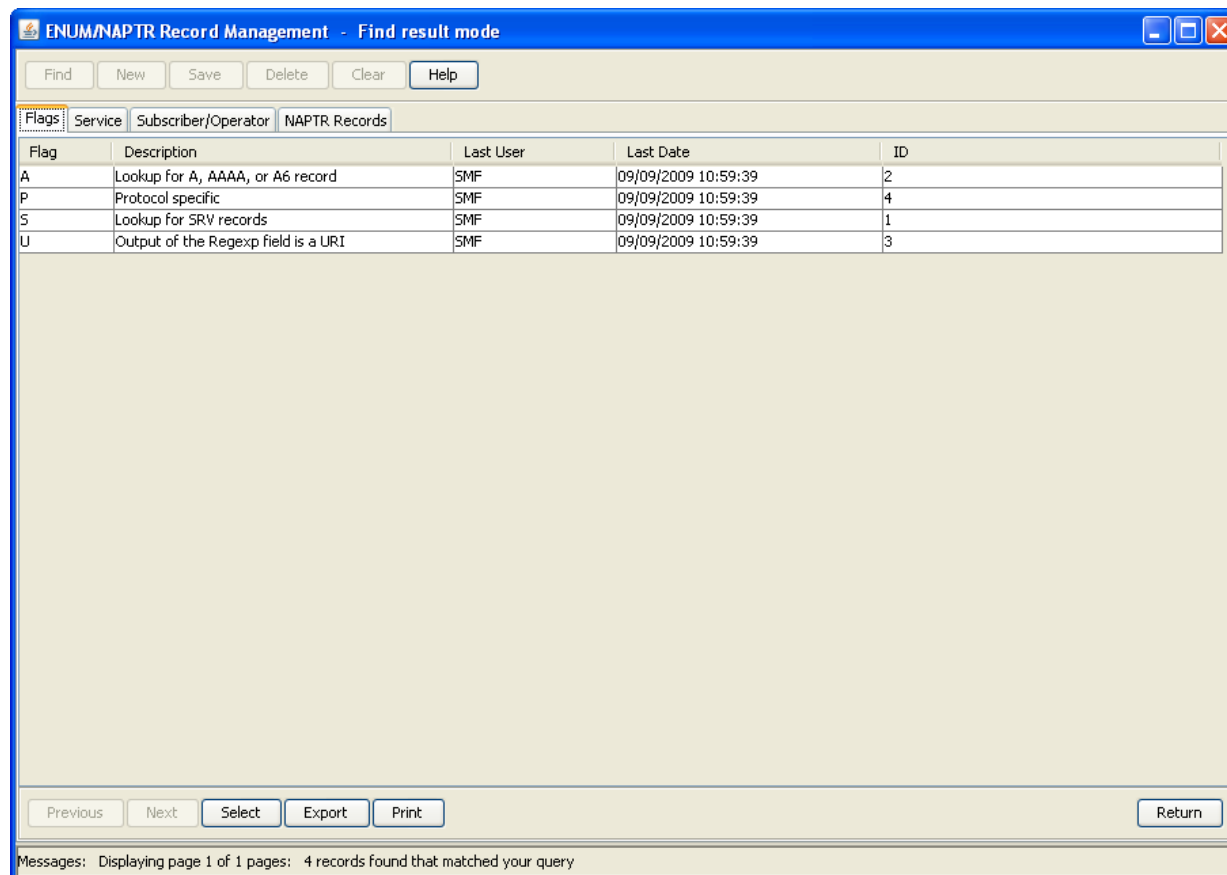 ENUM/NAPTR Record Management - Find result mode
Find New Save Delete Clear Help
Flags Service Subscriber/Operator NAPTR Records
Flag Description Last User Last Date ID
A Lookup for A, AAAA, or A6 record SMF 09/09/2009 10:59:39 2
P Protocol specific SMF 09/09/2009 10:59:39 4
S Lookup for SRV records SMF 09/09/2009 10:59:39 1
U Output of the Regexp field is a URI SMF 09/09/2009 10:59:39 3
Previous Next Select Export Print Return
Messages: Displaying page 1 of 1 pages: 4 records found that matched your query